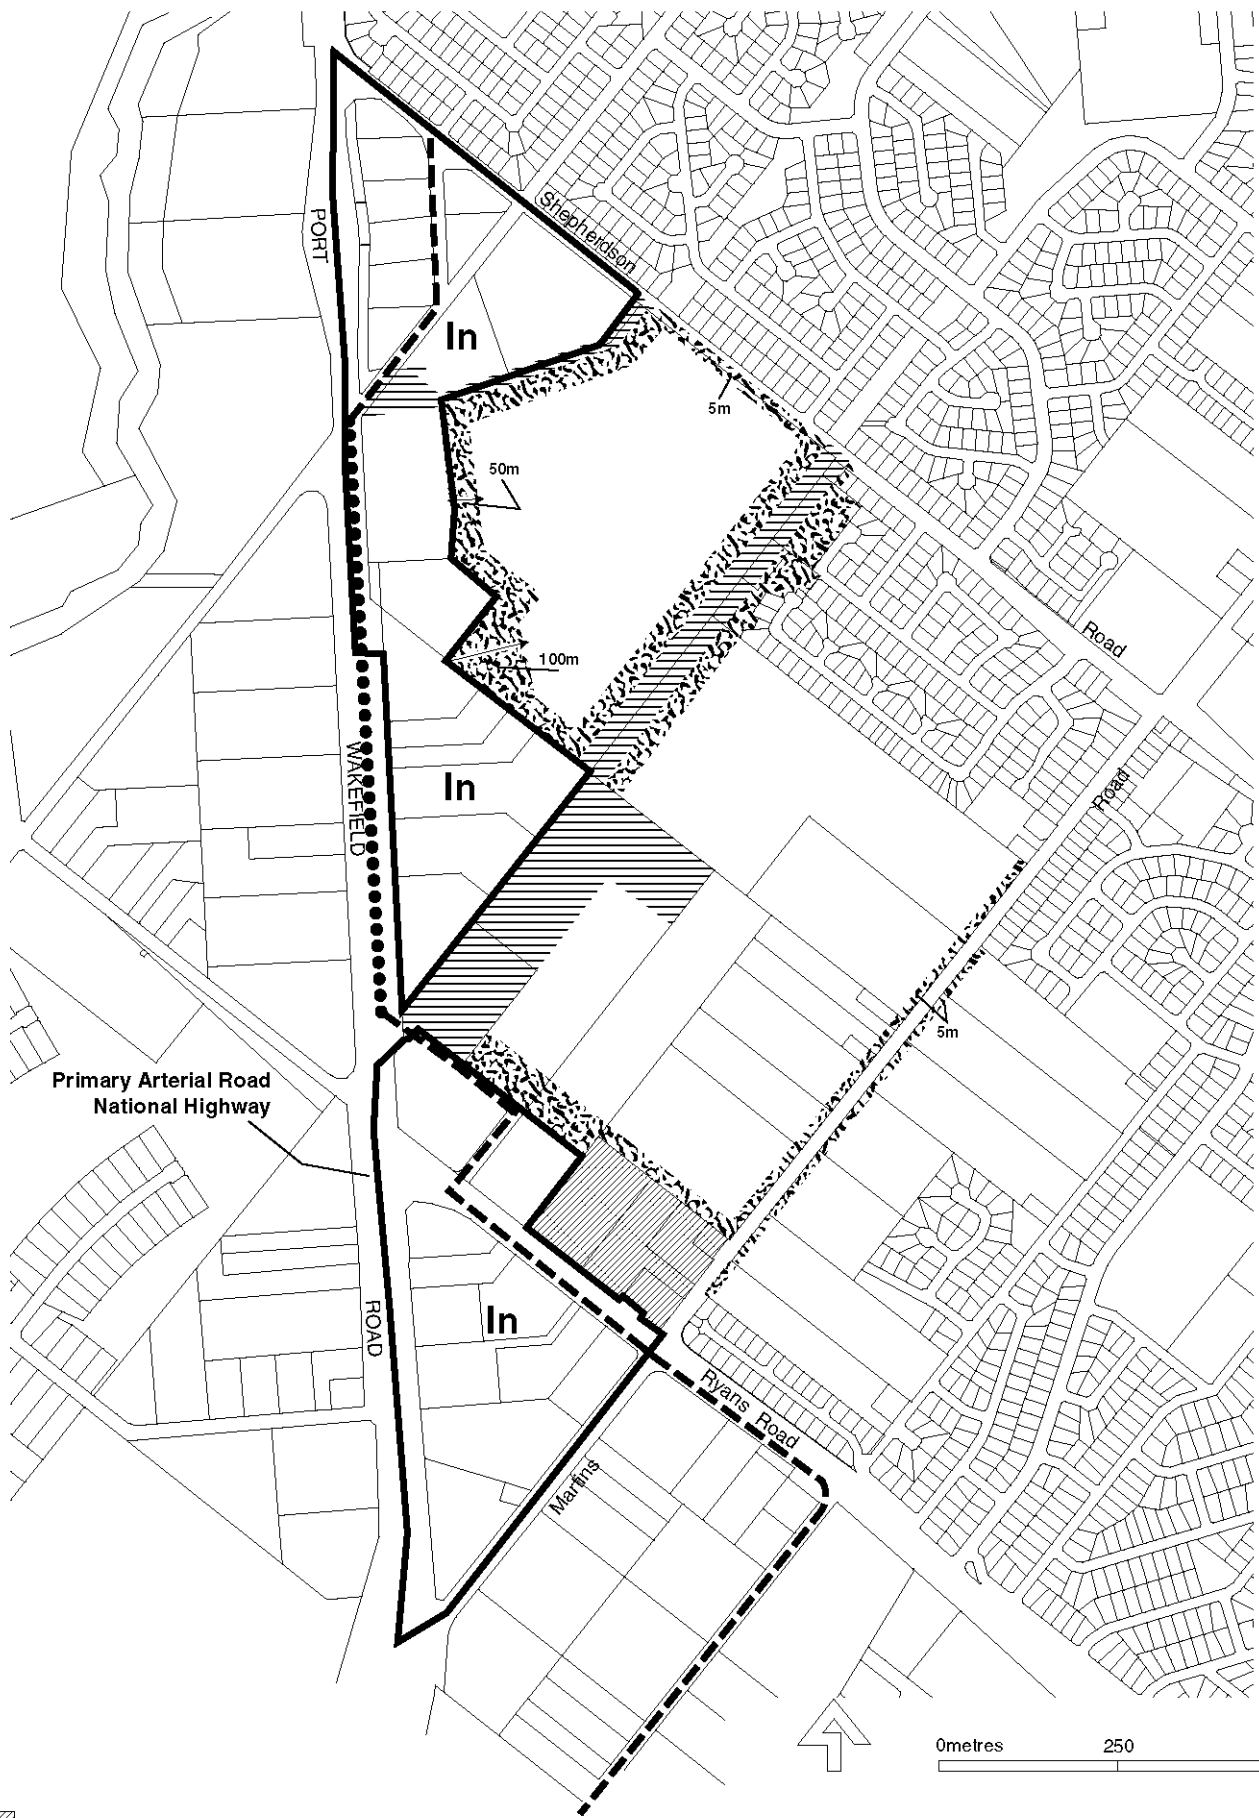 Shepherdson
PORT
In
5m
50m
Road
100m
WAKEFIELD
In
Road
5m
Primary Arterial Road
National Highway
In
ROAD
Ryans Road
Martins
0metres 250